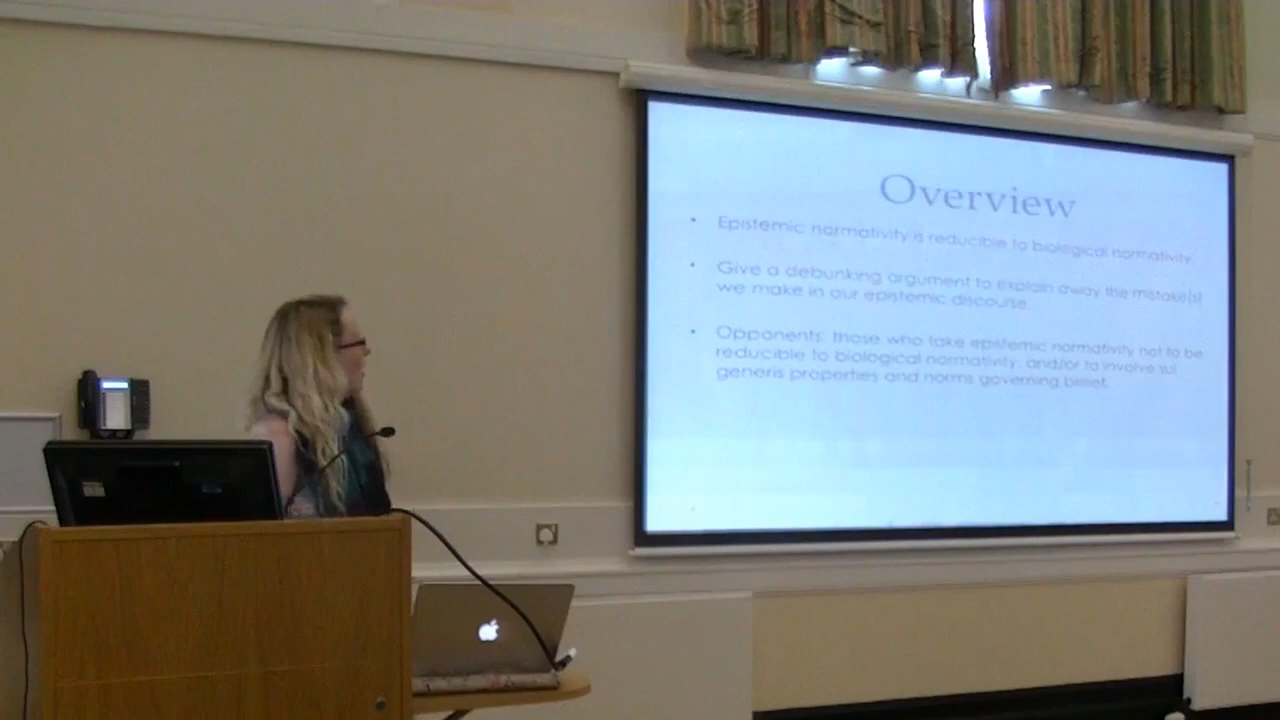 Overview
• Epistemic normativity is reducible to biological normativity.
• Give a debunking argument to explain away the mistake(s)
we make in our epistemic discourse.
• Opponents: those who take epistemic normativity not to be
reducible to biological normativity, and/or to involve sui
generis properties and norms governing belief.